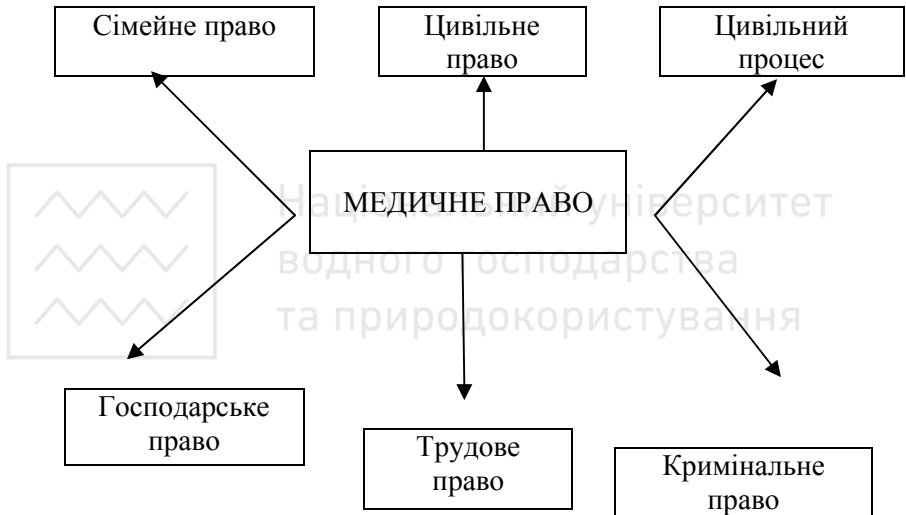 Сімейне право
Цивільне
право
Цивільний
процес
МЕДИЧНЕ ПРАВО
Національний університет
водного господарства
та природокористування
Господарське
право
Трудове
право
Кримінальне
право